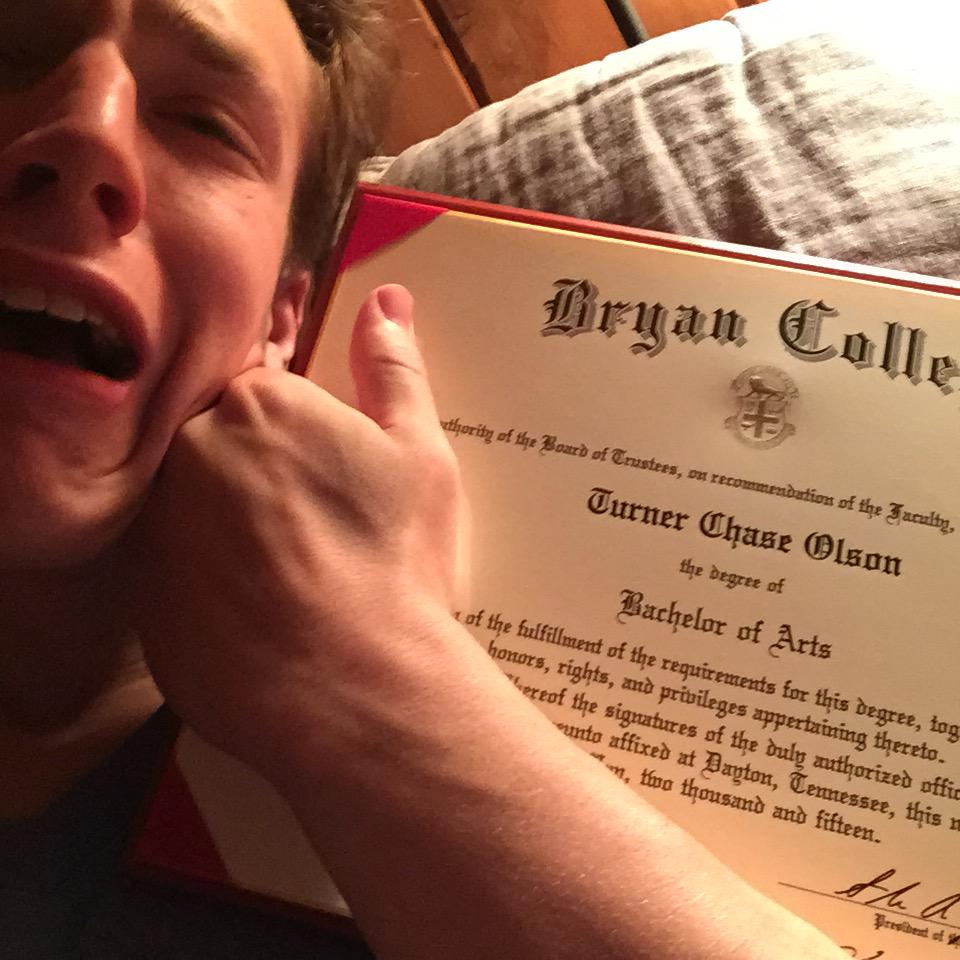 Bryan Colle
uthority of the Board of Trustees, on recommendation of the Faculty,
Turner Chase Olson
the degree of
Bachelor of Arts
of the fulfillment of the requirements for this degree, tog
honors, rights, and privileges appertaining thereto.
hereof the signatures of the duly authorized offic
unto affixed at Dayton, Tennessee, this
two thousand and fifteen.
President of